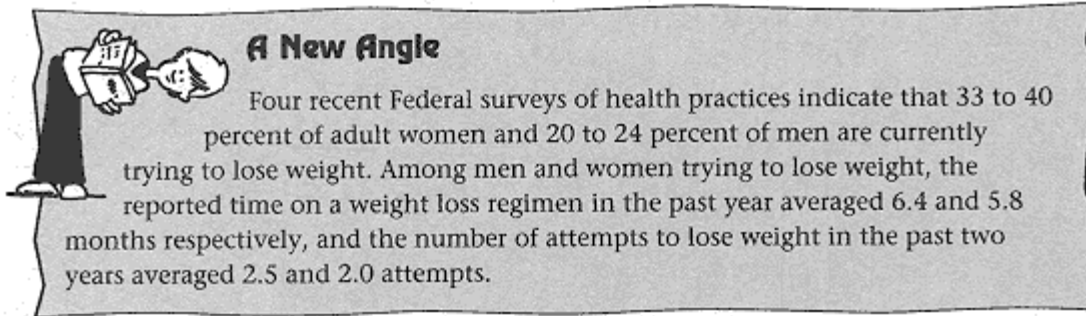 A New Angle
Four recent Federal surveys of health practices indicate that 33 to 40
percent of adult women and 20 to 24 percent of men are currently
trying to lose weight. Among men and women trying to lose weight, the
reported time on a weight loss regimen in the past year averaged 6.4 and 5.8
months respectively, and the number of attempts to lose weight in the past two
years averaged 2.5 and 2.0 attempts.